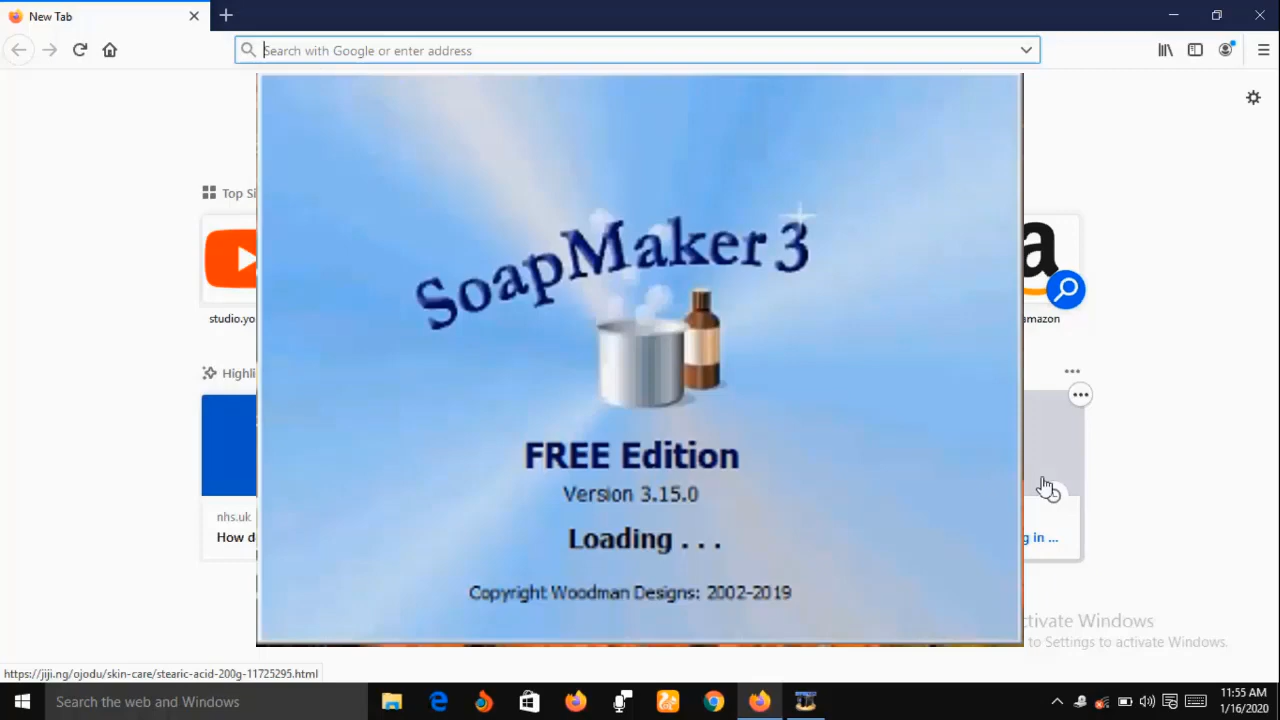 New Tab
Search with Google or enter address
Top Si
studio.yo
amazon
Highli
nhs.uk
How d
g in ...
SoapMaker 3
FREE Edition
Version 3.15.0
Loading . . .
Copyright Woodman Designs: 2002-2019
ctivate Windows
to Settings to activate Windows.
https://jiji.ng/ojodu/skin-care/stearic-acid-200g-11725295.html
Search the web and Windows
11:55 AM
1/16/2020